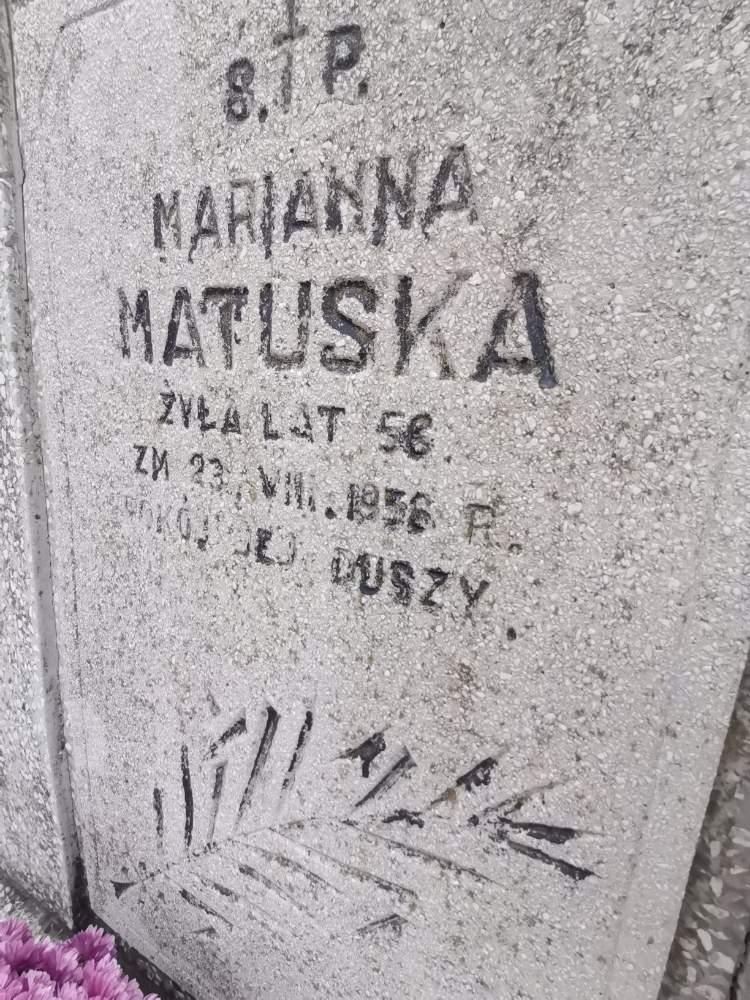 Ś. † P.
MARIANNA
MATUSKA
ŻYŁA LAT 56.
ZM 23. VIII. 1956 R.
POKÓJ JEJ DUSZY.